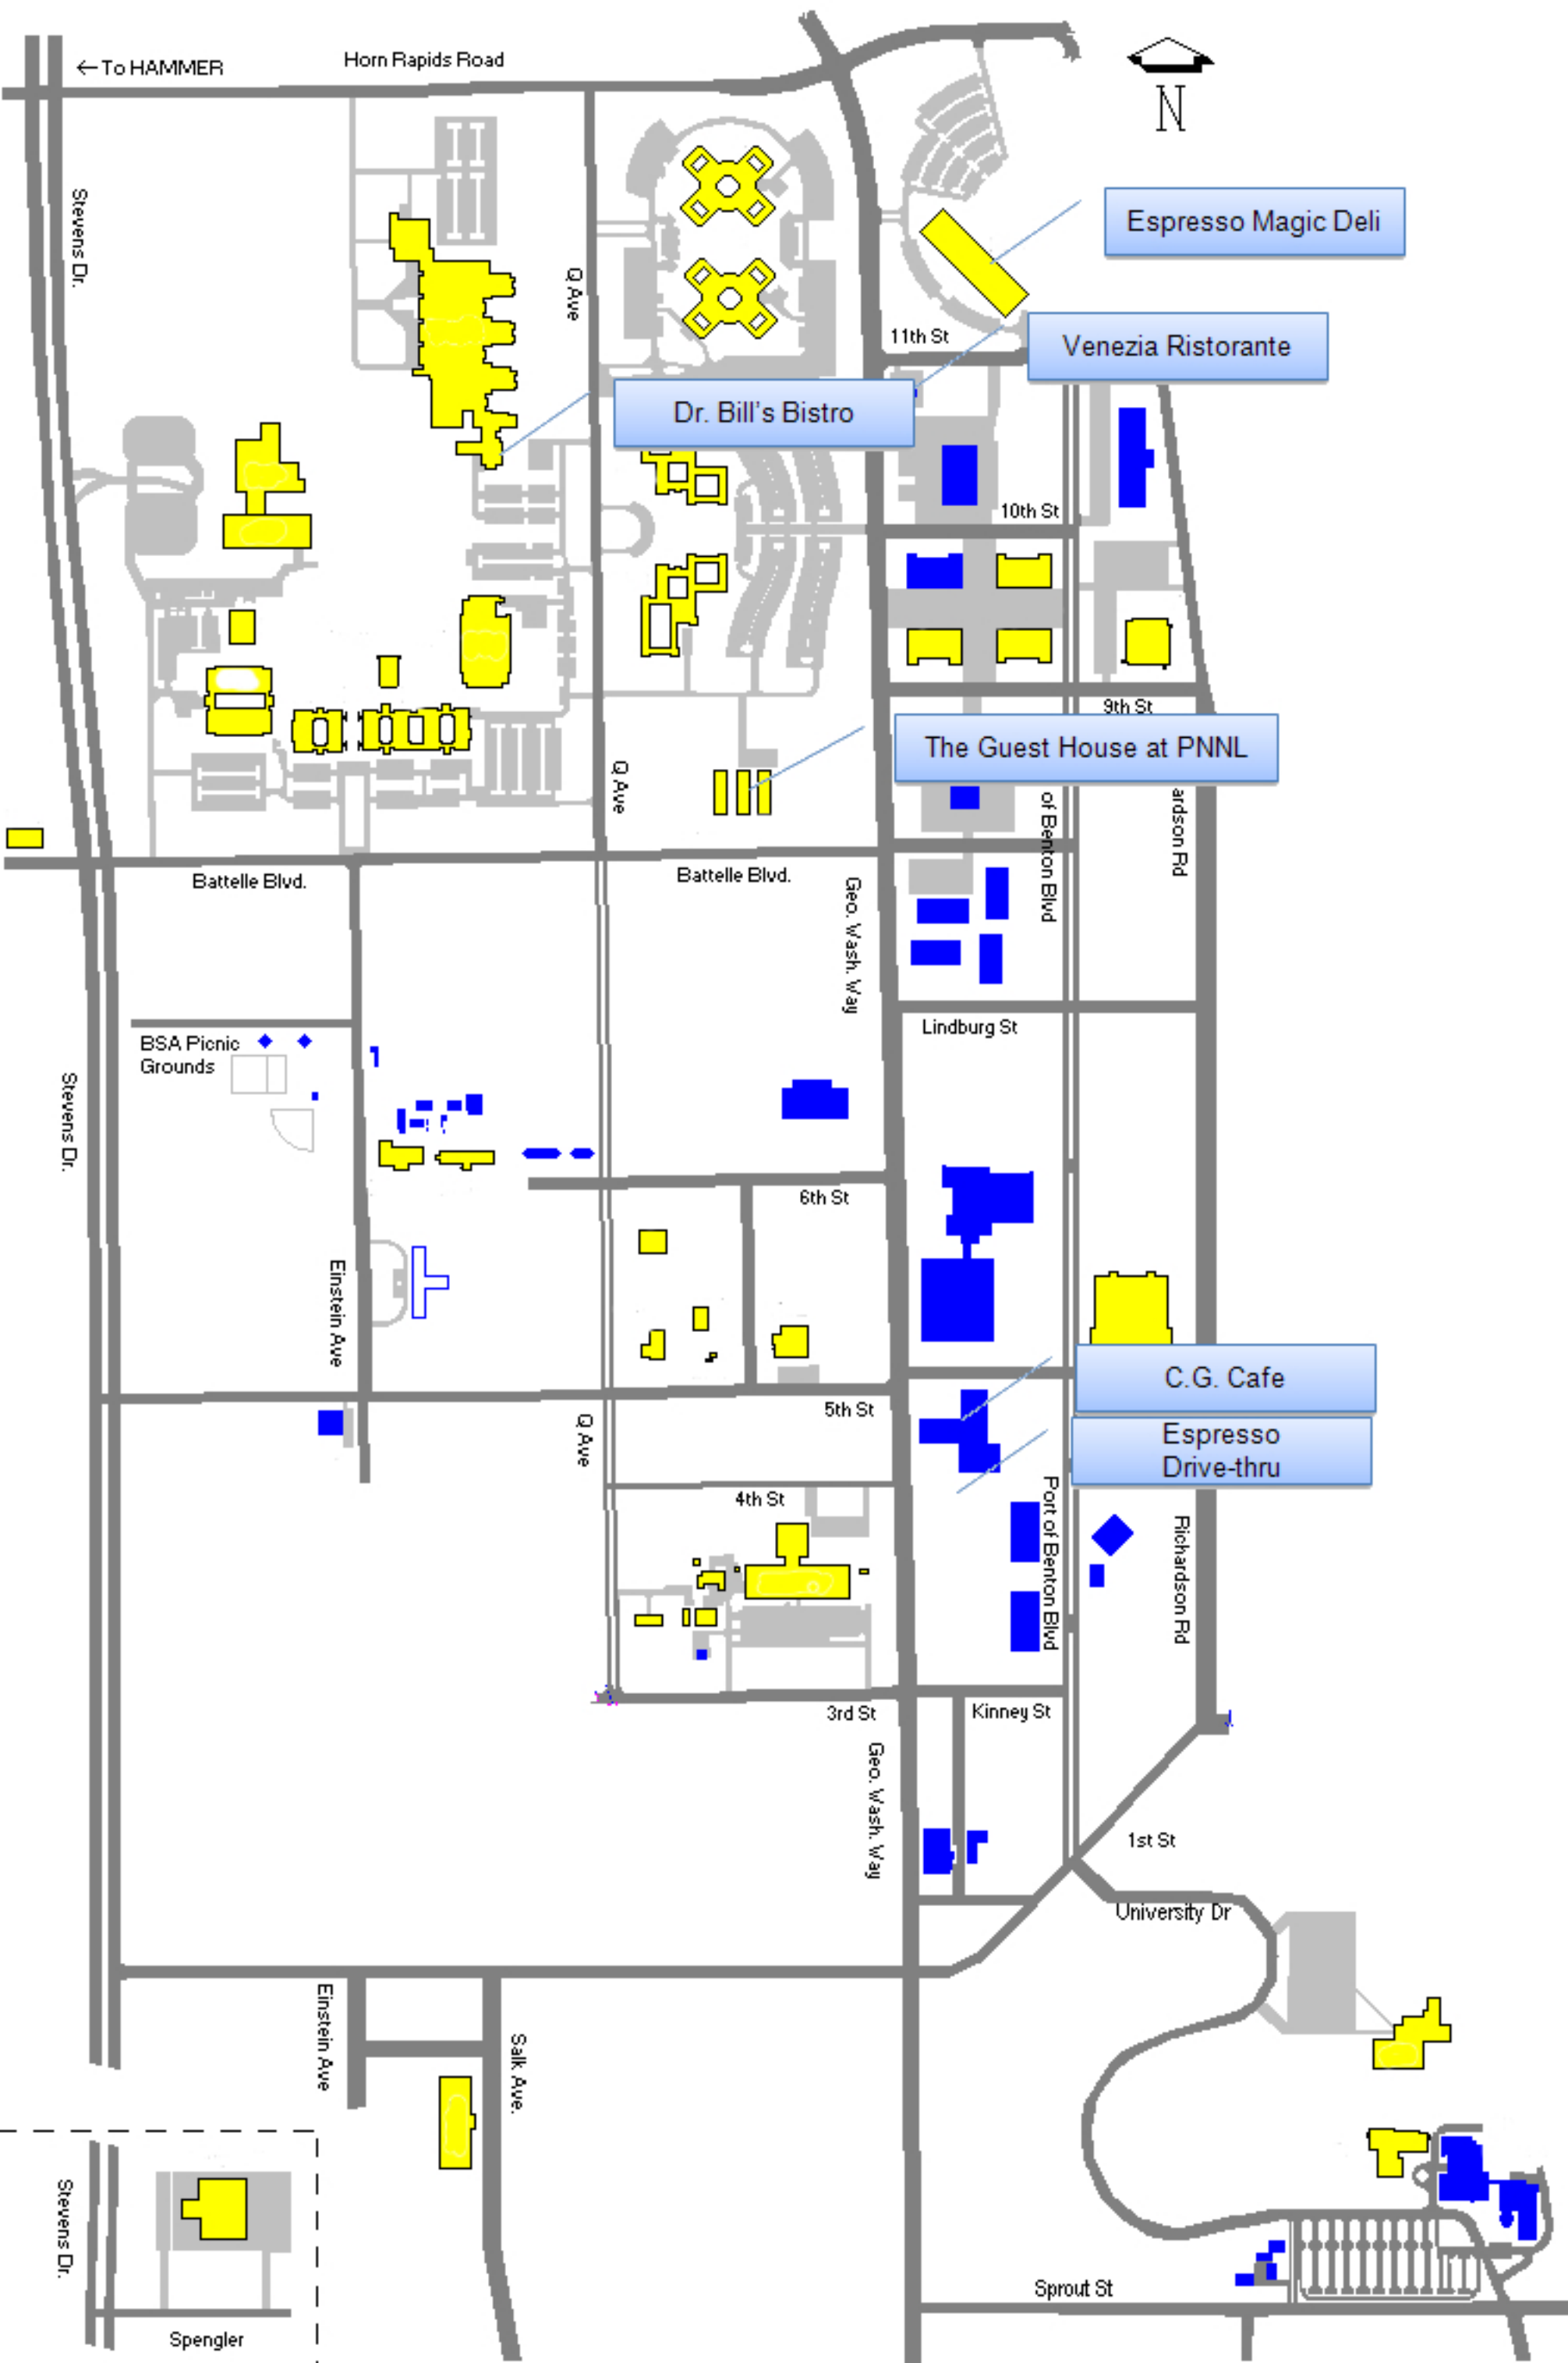 ←To HAMMER
Horn Rapids Road
N
Stevens Dr.
Espresso Magic Deli
Q Ave
11th St
Venezia Ristorante
Dr. Bill's Bistro
10th St
9th St
The Guest House at PNNL
Q Ave
of Benton Blvd
ardson Rd
Battelle Blvd.
Battelle Blvd.
Geo. Wash. Way
Lindburg St
BSA Picnic
Grounds
Stevens Dr.
6th St
Einstein Ave
C.G. Cafe
5th St
Q Ave
Espresso
Drive-thru
4th St
Port of Benton Blvd
Richardson Rd
3rd St
Kinney St
Geo. Wash. Way
1st St
University Dr
Einstein Ave
Salk Ave.
Stevens Dr.
Sprout St
Spengler